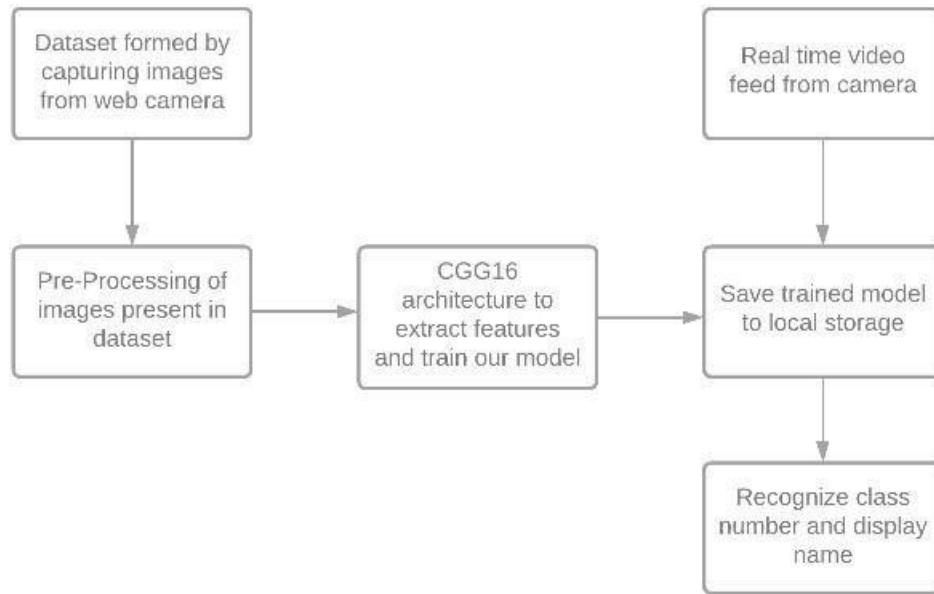 Dataset formed by
capturing images
from web camera
Real time video
feed from camera
Pre-Processing of
images present in
dataset
CGG16
architecture to
extract features
and train our model
Save trained model
to local storage
Recognize class
number and display
name